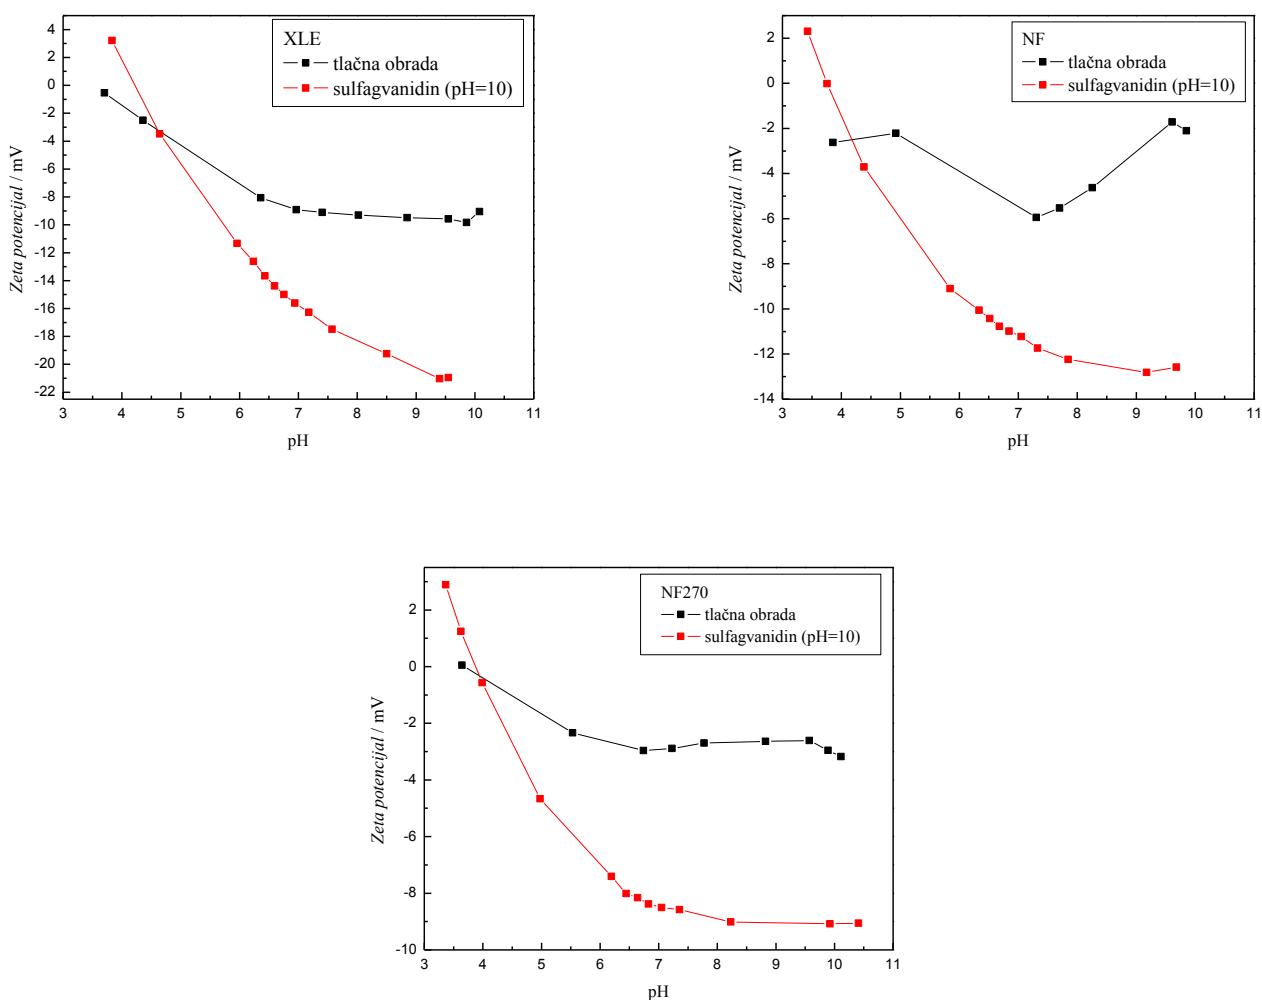 XLE
tlačna obrada
sulfagvanidin (pH=10)
Zeta potencijal / mV
4
2
0
-2
-4
-6
-8
-10
-12
-14
-16
-18
-20
-22
3 4 5 6 7 8 9 10 11
pH
NF
tlačna obrada
sulfagvanidin (pH=10)
Zeta potencijal / mV
2
0
-2
-4
-6
-8
-10
-12
-14
3 4 5 6 7 8 9 10 11
pH
NF270
tlačna obrada
sulfagvanidin (pH=10)
Zeta potencijal / mV
2
0
-2
-4
-6
-8
-10
3 4 5 6 7 8 9 10 11
pH